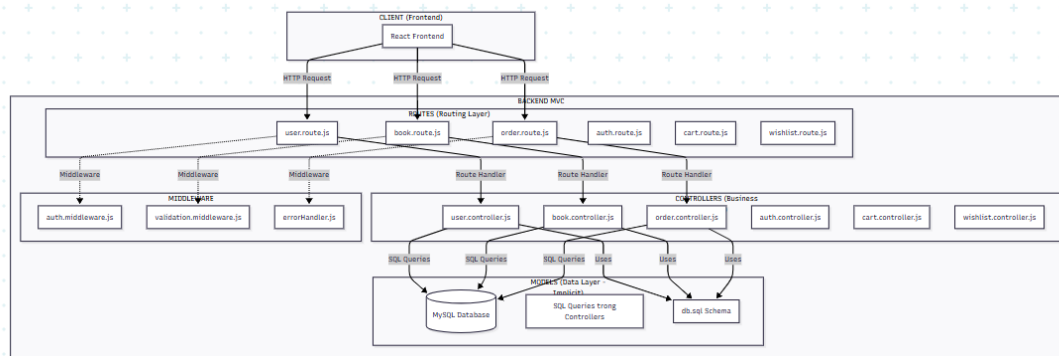 CLIENT (Frontend)
React Frontend
HTTP Request
HTTP Request
HTTP Request
BACKEND MVC
ROUTES (Routing Layer)
user.route.js
book.route.js
order.route.js
auth.route.js
cart.route.js
wishlist.route.js
Middleware
Middleware
Middleware
Route Handler
Route Handler
Route Handler
MIDDLEWARE
CONTROLLERS (Business
auth.middleware.js
validation.middleware.js
errorHandler.js
user.controller.js
book.controller.js
order.controller.js
auth.controller.js
cart.controller.js
wishlist.controller.js
SQL Queries
SQL Queries
SQL Queries
Uses
Uses
Uses
MODELS (Data Layer -
Implicit)
MySQL Database
SQL Queries trong
Controllers
db.sql Schema